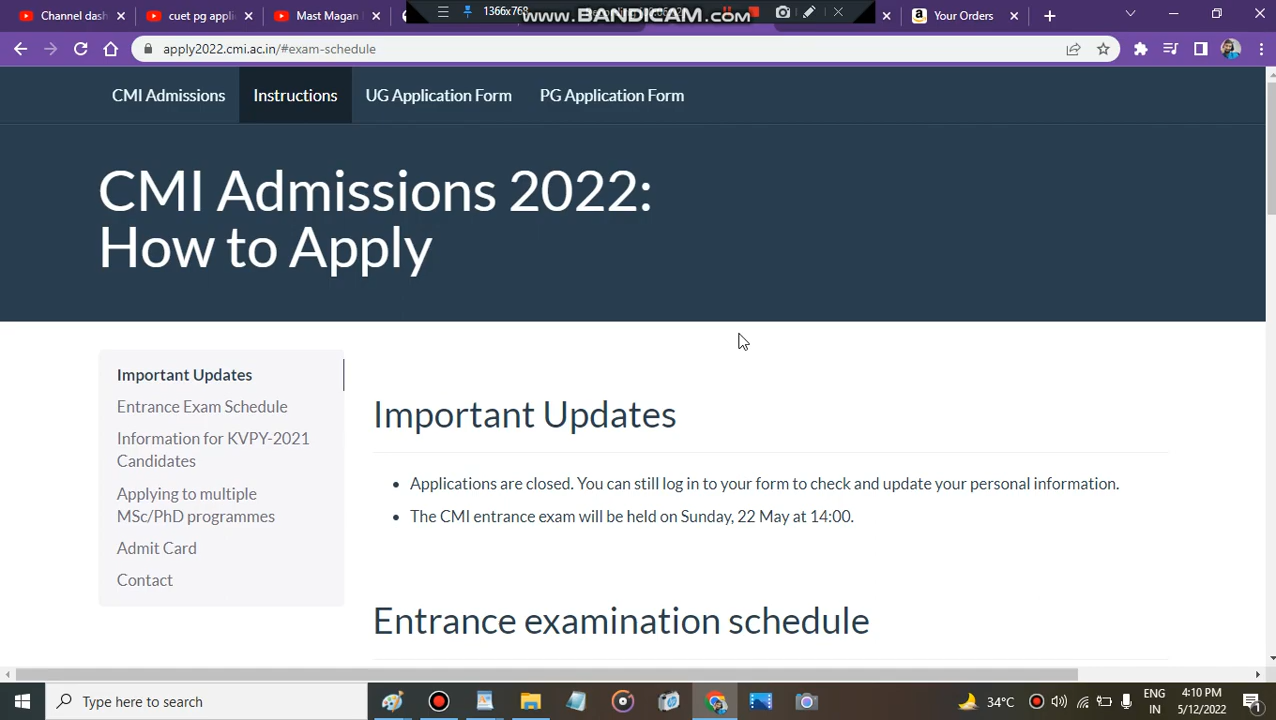 Channel dash
cuet pg appli
Mast Magan
1366x768
www.BANDICAM.com
Your Orders
apply2022.cmi.ac.in/#exam-schedule
CMI Admissions
Instructions
UG Application Form
PG Application Form
CMI Admissions 2022:
How to Apply
Important Updates
Entrance Exam Schedule
Information for KVPY-2021
Candidates
Applying to multiple
MSc/PhD programmes
Admit Card
Contact
Important Updates
• Applications are closed. You can still log in to your form to check and update your personal information.
• The CMI entrance exam will be held on Sunday, 22 May at 14:00.
Entrance examination schedule
Type here to search
34°C
ENG
IN
4:10 PM
5/12/2022
1